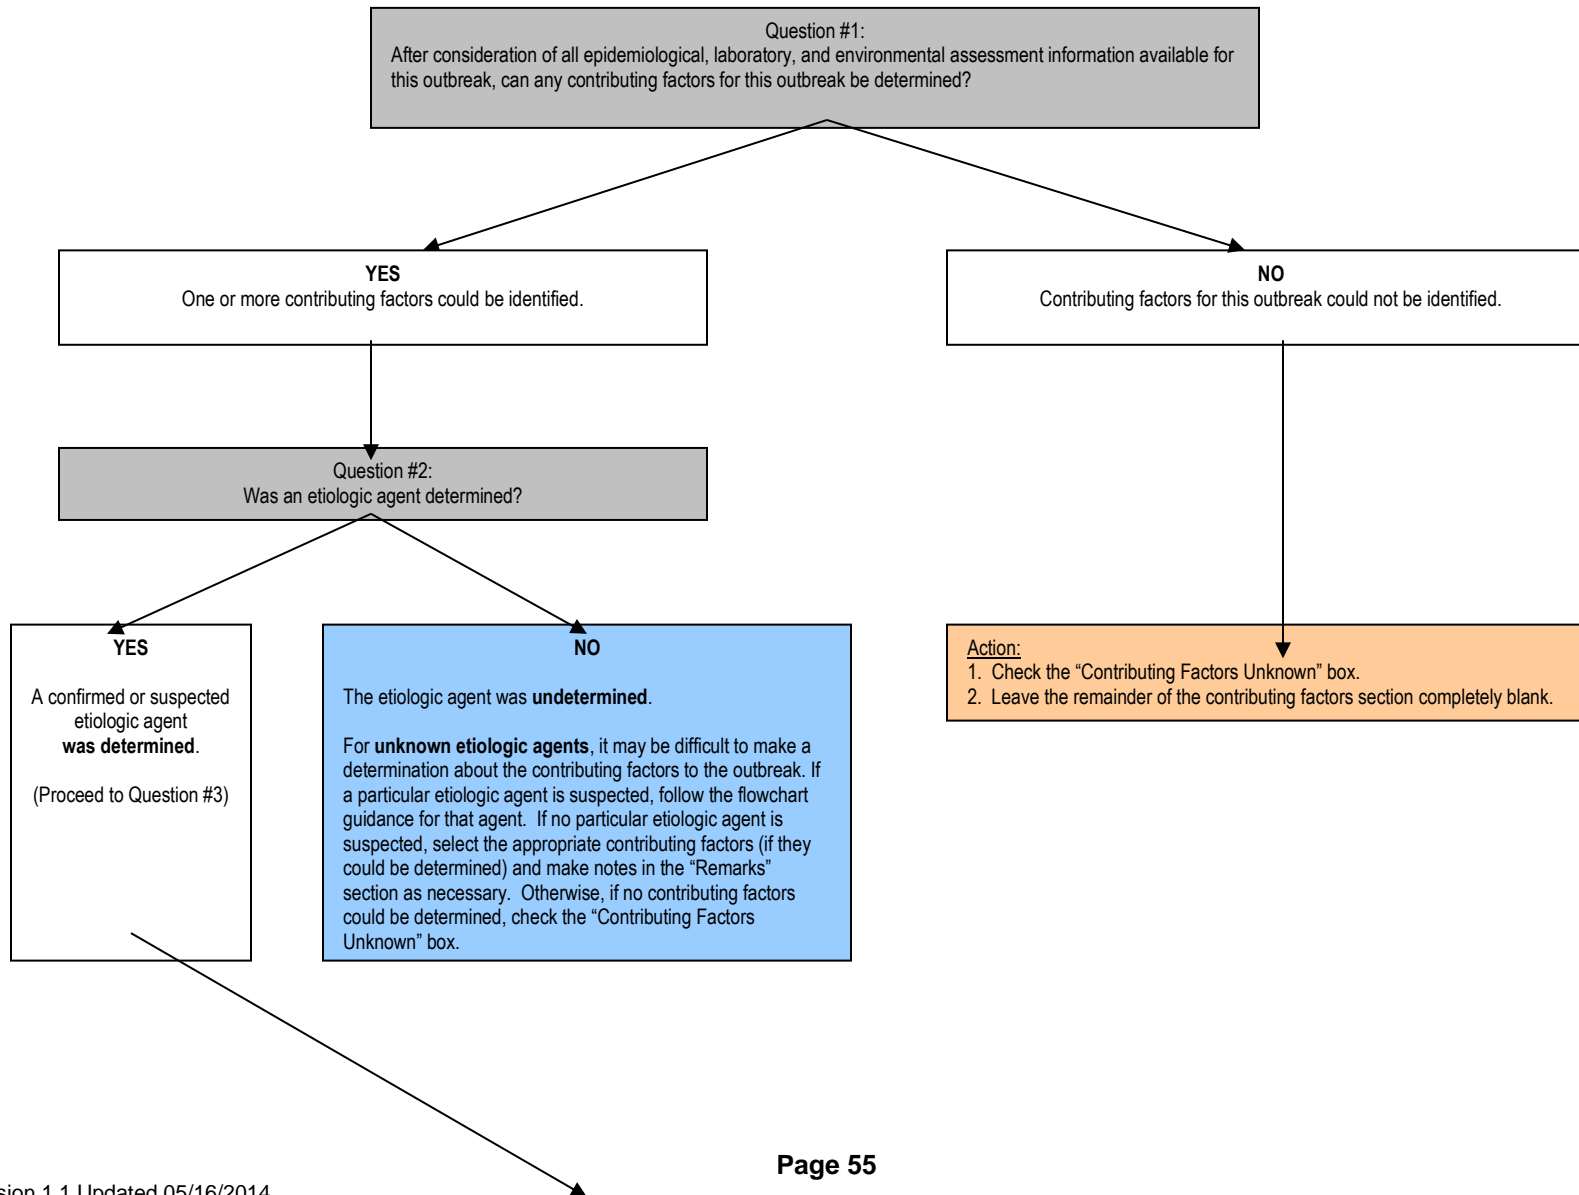 Question #1:
After consideration of all epidemiological, laboratory, and environmental assessment information available for
this outbreak, can any contributing factors for this outbreak be determined?
YES
One or more contributing factors could be identified.
NO
Contributing factors for this outbreak could not be identified.
Question #2:
Was an etiologic agent determined?
YES
A confirmed or suspected
etiologic agent
was determined.
(Proceed to Question #3)
NO
The etiologic agent was undetermined.
For unknown etiologic agents, it may be difficult to make a
determination about the contributing factors to the outbreak. If
a particular etiologic agent is suspected, follow the flowchart
guidance for that agent.  If no particular etiologic agent is
suspected, select the appropriate contributing factors (if they
could be determined) and make notes in the “Remarks”
section as necessary.  Otherwise, if no contributing factors
could be determined, check the “Contributing Factors
Unknown” box.
Action:
1.  Check the “Contributing Factors Unknown” box.
2.  Leave the remainder of the contributing factors section completely blank.
Page 55
sion 1.1 Updated 05/16/2014